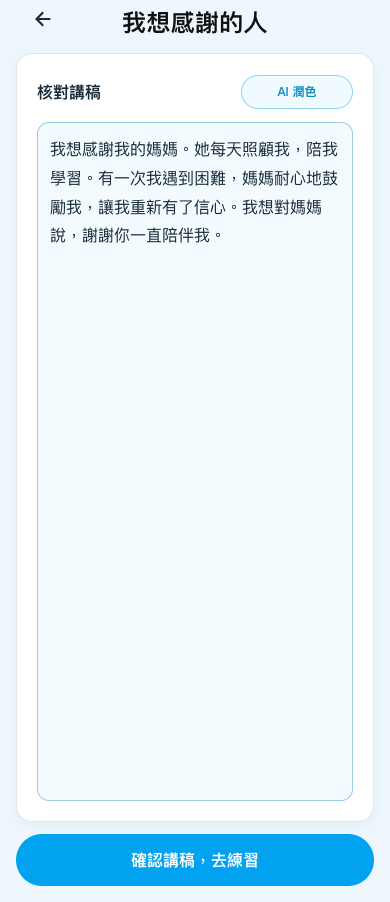 我想感謝的人
核對講稿
AI 潤色
我想感謝我的媽媽。她每天照顧我，陪我
學習。有一次我遇到困難，媽媽耐心地鼓
勵我，讓我重新有了信心。我想對媽媽
說，謝謝你一直陪伴我。
確認講稿，去練習